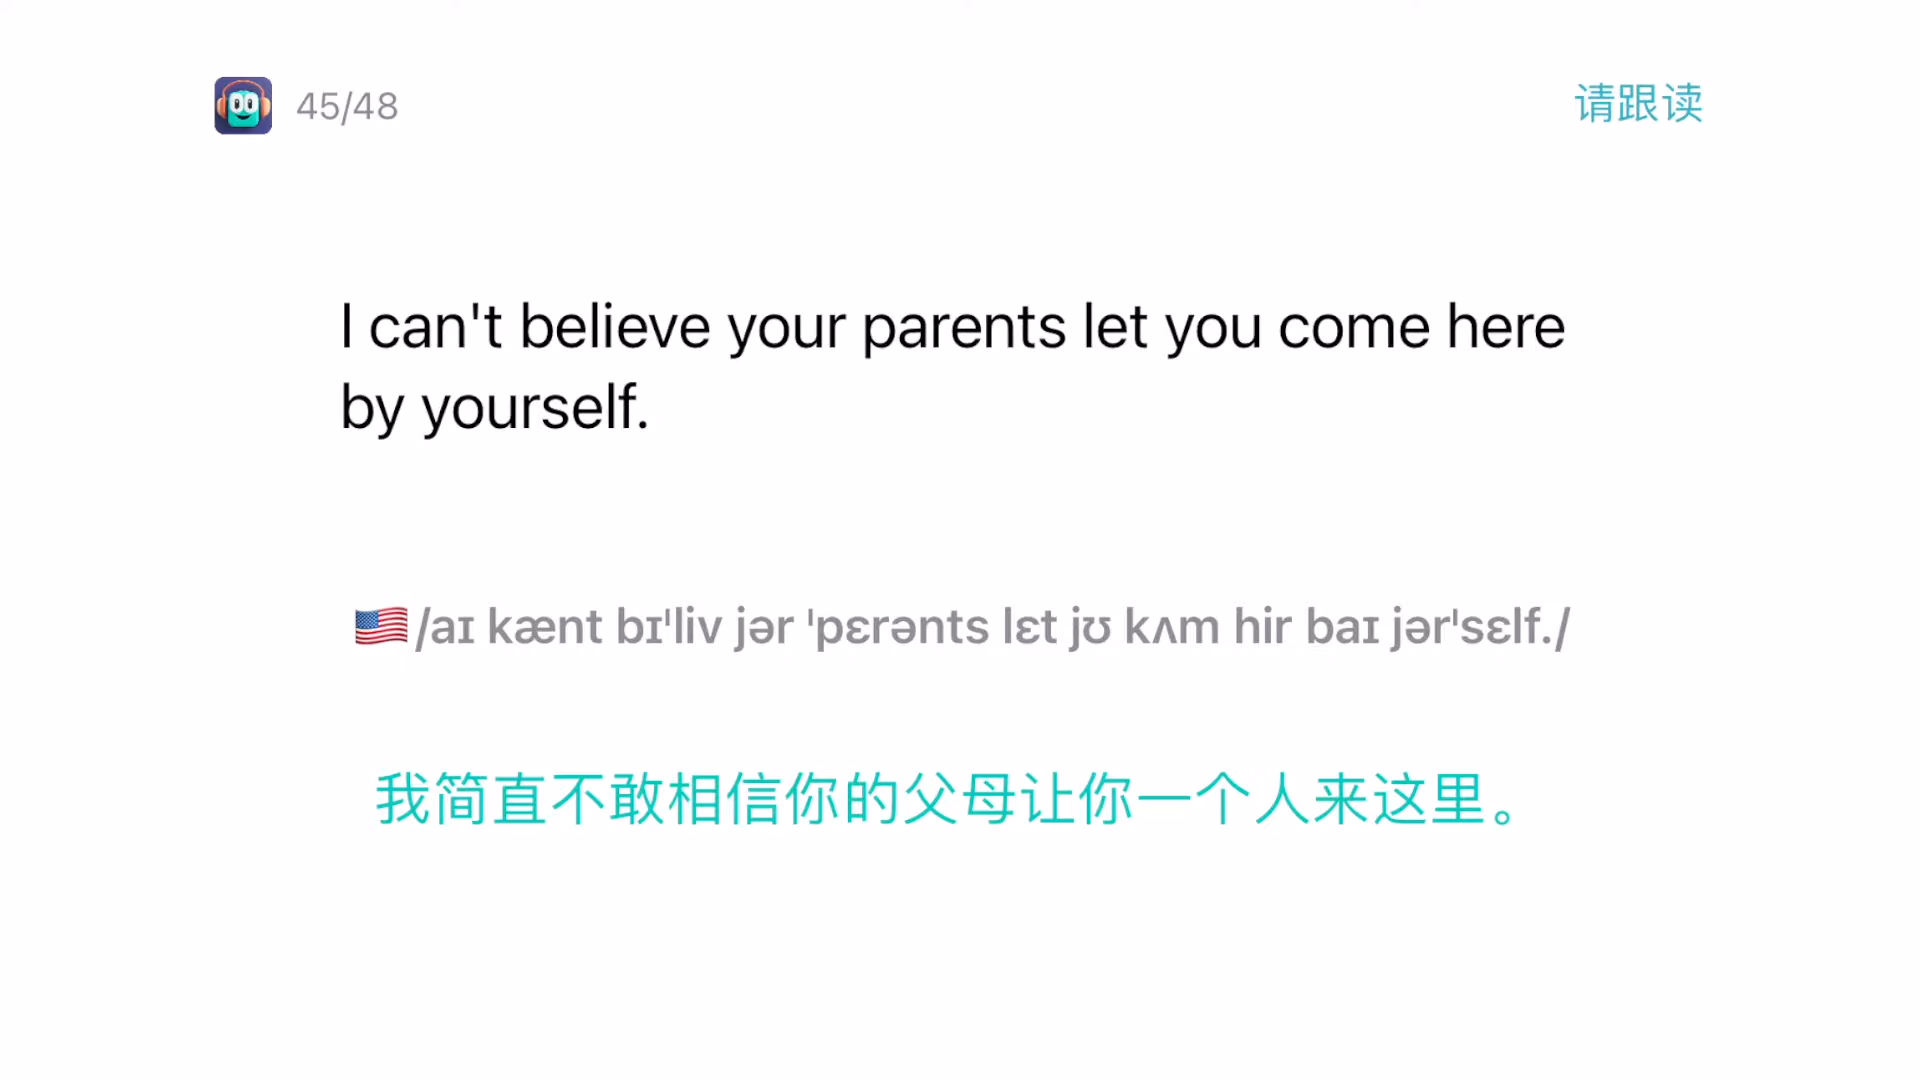 45/48
请跟读
I can't believe your parents let you come here
by yourself.
/aɪ kænt bɪˈliv jər ˈpɛrənts lɛt jʊ kʌm hir baɪ jərˈsɛlf./
我简直不敢相信你的父母让你一个人来这里。